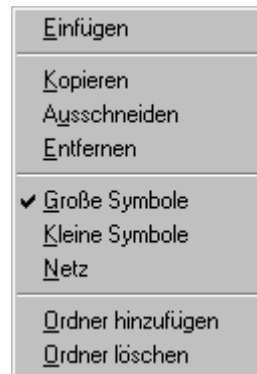 Einfügen
Kopieren
Ausschneiden
Entfernen
Große Symbole
Kleine Symbole
Netz
Ordner hinzufügen
Ordner löschen